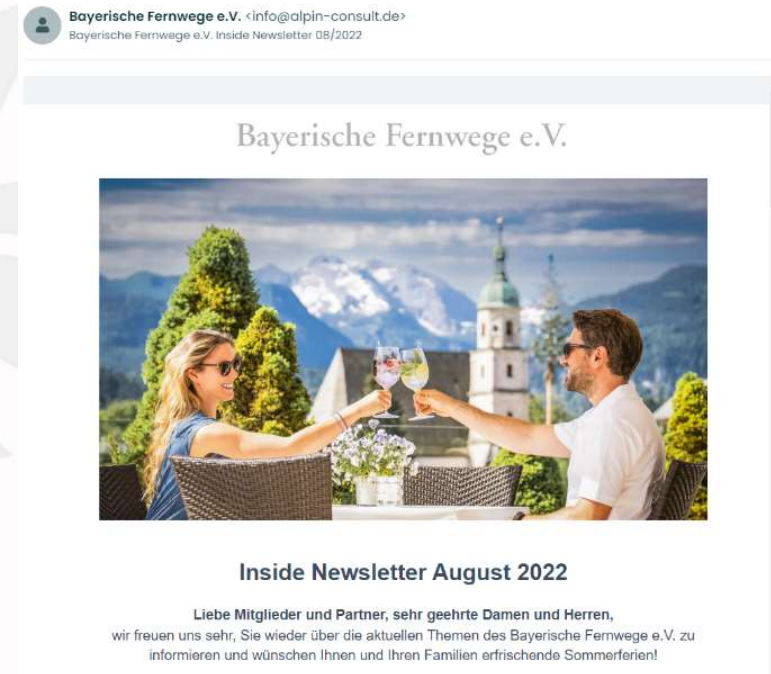 Bayerische Fernwege e.V. <info@alpin-consult.de>
Bayerische Fernwege e.V. Inside Newsletter 08/2022
Bayerische Fernwege e.V.
Inside Newsletter August 2022
Liebe Mitglieder und Partner, sehr geehrte Damen und Herren,
wir freuen uns sehr, Sie wieder über die aktuellen Themen des Bayerische Fernwege e.V. zu
informieren und wünschen Ihnen und Ihren Familien erfrischende Sommerferien!